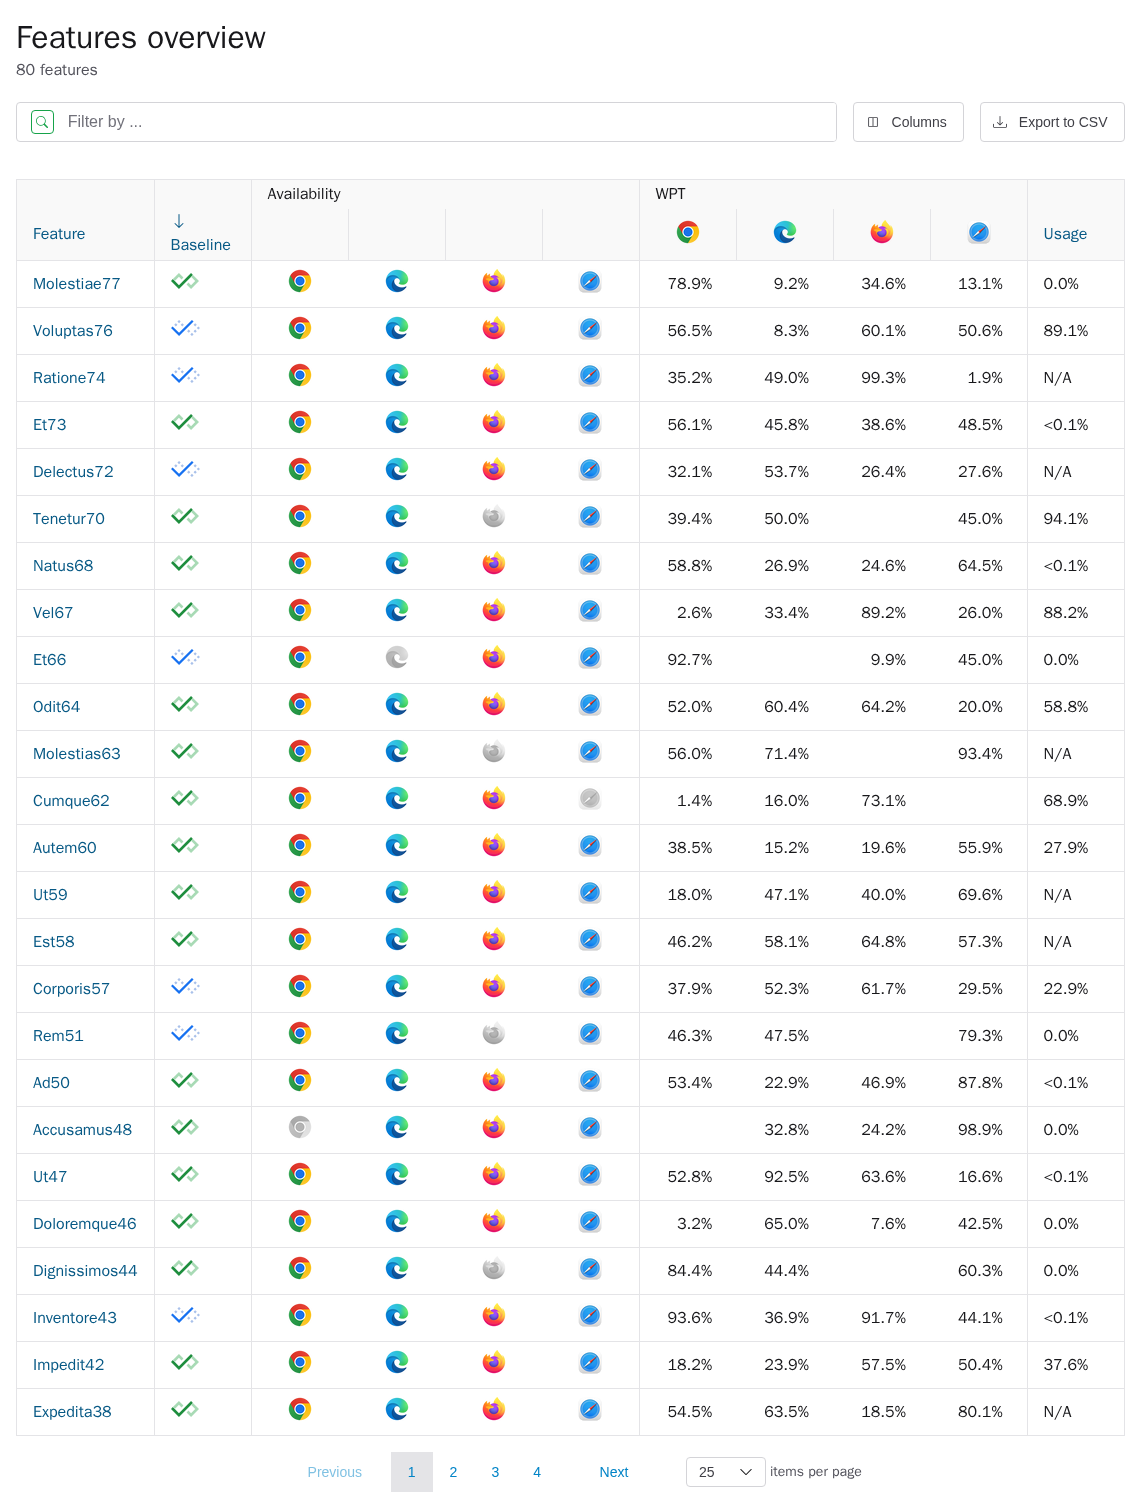 Features overview
80 features
Filter by ...
Columns
Export to CSV
Availability WPT
Feature Baseline Usage
Molestiae77 78.9% 9.2% 34.6% 13.1% 0.0%
Voluptas76 56.5% 8.3% 60.1% 50.6% 89.1%
Ratione74 35.2% 49.0% 99.3% 1.9% N/A
Et73 56.1% 45.8% 38.6% 48.5% <0.1%
Delectus72 32.1% 53.7% 26.4% 27.6% N/A
Tenetur70 39.4% 50.0% 45.0% 94.1%
Natus68 58.8% 26.9% 24.6% 64.5% <0.1%
Vel67 2.6% 33.4% 89.2% 26.0% 88.2%
Et66 92.7% 9.9% 45.0% 0.0%
Odit64 52.0% 60.4% 64.2% 20.0% 58.8%
Molestias63 56.0% 71.4% 93.4% N/A
Cumque62 1.4% 16.0% 73.1% 68.9%
Autem60 38.5% 15.2% 19.6% 55.9% 27.9%
Ut59 18.0% 47.1% 40.0% 69.6% N/A
Est58 46.2% 58.1% 64.8% 57.3% N/A
Corporis57 37.9% 52.3% 61.7% 29.5% 22.9%
Rem51 46.3% 47.5% 79.3% 0.0%
Ad50 53.4% 22.9% 46.9% 87.8% <0.1%
Accusamus48 32.8% 24.2% 98.9% 0.0%
Ut47 52.8% 92.5% 63.6% 16.6% <0.1%
Doloremque46 3.2% 65.0% 7.6% 42.5% 0.0%
Dignissimos44 84.4% 44.4% 60.3% 0.0%
Inventore43 93.6% 36.9% 91.7% 44.1% <0.1%
Impedit42 18.2% 23.9% 57.5% 50.4% 37.6%
Expedita38 54.5% 63.5% 18.5% 80.1% N/A
Previous 1 2 3 4 Next 25 items per page